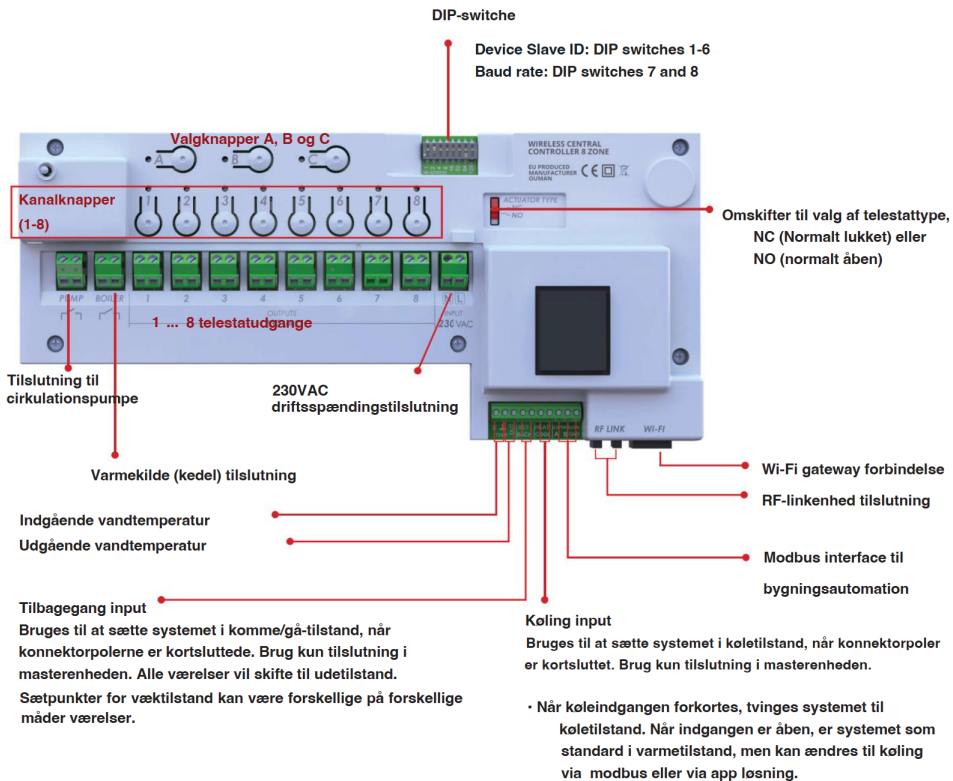 DIP-switche
Device Slave ID: DIP switches 1-6
Baud rate: DIP switches 7 and 8
Valgknapper A, B og C
A B C
WIRELESS CENTRAL
CONTROLLER 8 ZONE
EU PRODUCED
MANUFACTURER
OUMAN
CE
Kanalknapper
(1-8)
1 2 3 4 5 6 7 8
ACTUATOR TYPE
NC
NO
Omskifter til valg af telestattype,
NC (Normalt lukket) eller
NO (normalt åben)
PUMP BOILER 1 2 3 4 5 6 7 8 N L
OUTPUTS
INPUT
230 VAC
1 ... 8 telestatudgange
Tilslutning til
cirkulationspumpe
230VAC
driftsspændingstilslutning
RF LINK WI-FI
Varmekilde (kedel) tilslutning
Wi-Fi gateway forbindelse
RF-linkenhed tilslutning
Indgående vandtemperatur
Udgående vandtemperatur
Modbus interface til
bygningsautomation
Tilbagegang input
Bruges til at sætte systemet i komme/gå-tilstand, når
konnektorpolerne er kortsluttede. Brug kun tilslutning i
masterenheden. Alle værelser vil skifte til udetilstand.
Sætpunkter for væktilstand kan være forskellige på forskellige
måder værelser.
Køling input
Bruges til at sætte systemet i køletilstand, når konnektorpoler
er kortsluttet. Brug kun tilslutning i masterenheden.
· Når køleindgangen forkortes, tvinges systemet til
køletilstand. Når indgangen er åben, er systemet som
standard i varmetilstand, men kan ændres til køling
via modbus eller via app løsning.